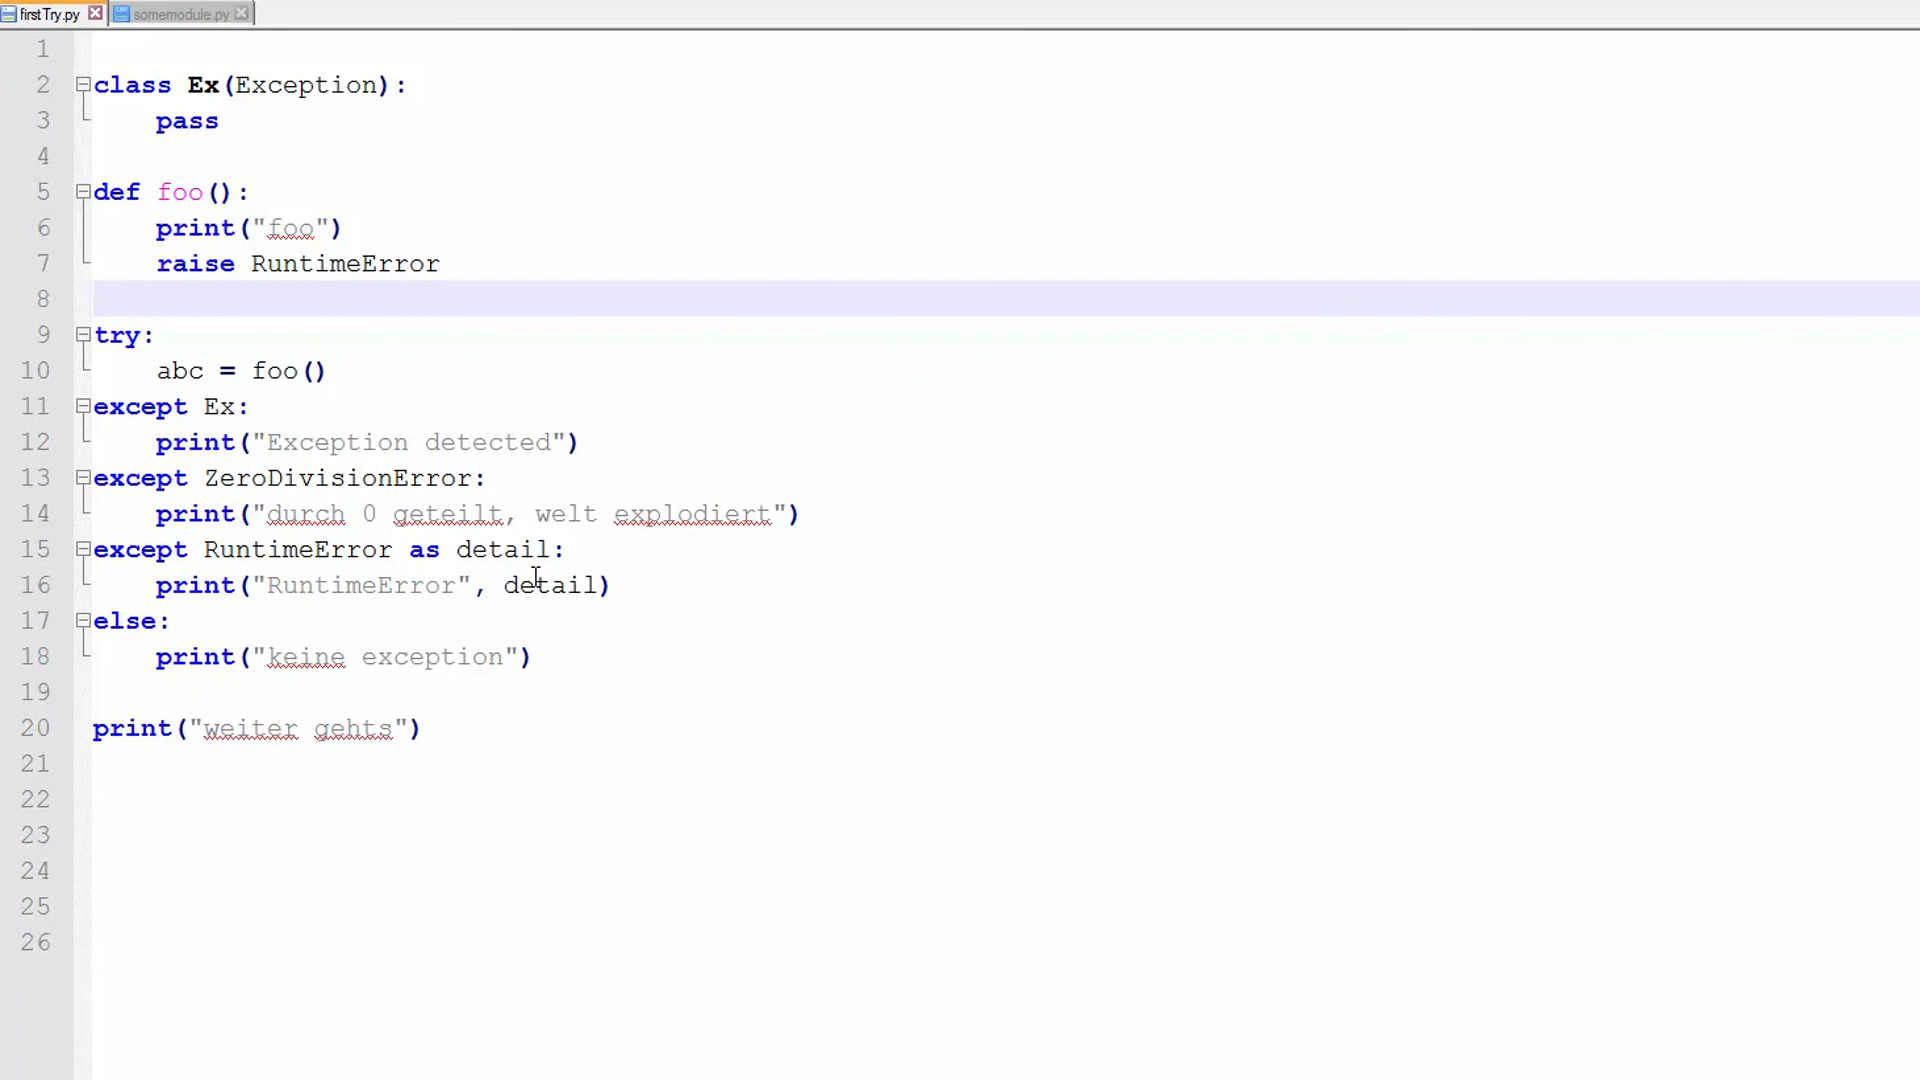 firstTry.py somemodule.py
1
2 class Ex(Exception):
3 pass
4
5 def foo():
6 print("foo")
7 raise RuntimeError
8
9 try:
10 abc = foo()
11 except Ex:
12 print("Exception detected")
13 except ZeroDivisionError:
14 print("durch 0 geteilt, welt explodiert")
15 except RuntimeError as detail:
16 print("RuntimeError", detail)
17 else:
18 print("keine exception")
19
20 print("weiter gehts")
21
22
23
24
25
26